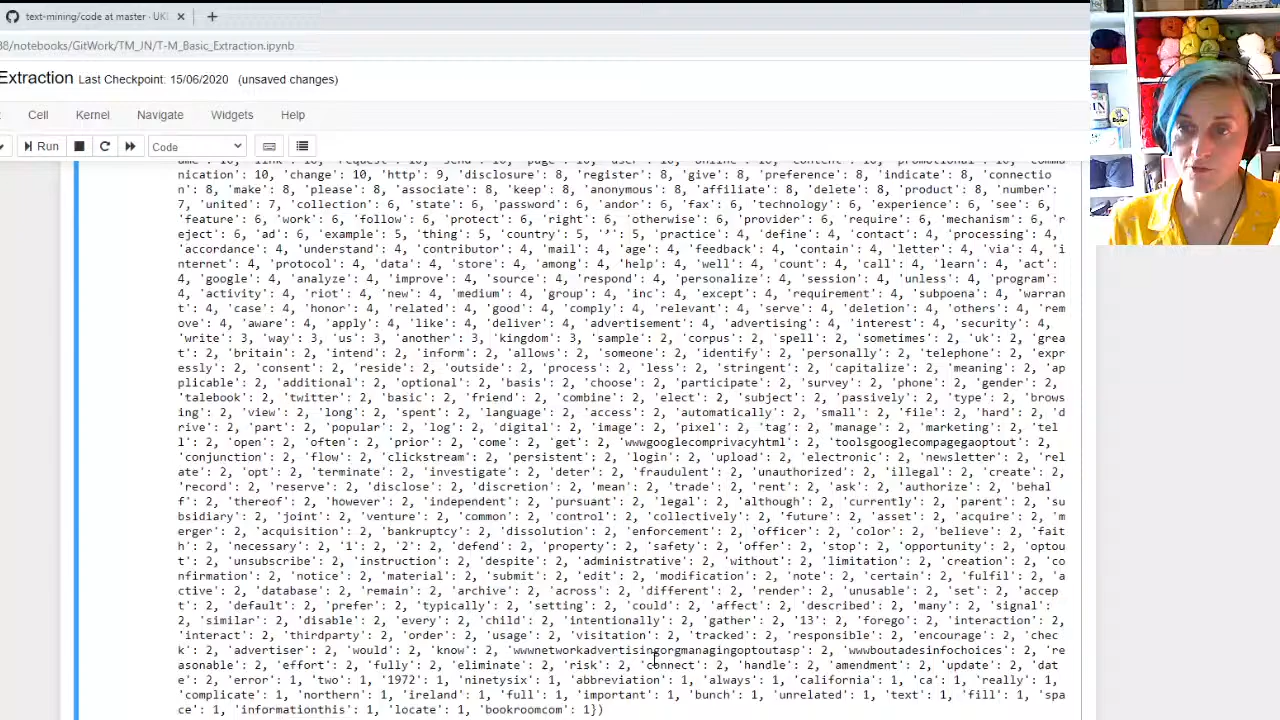 text-mining/code at master · UK
38/notebooks/GitWork/TM_JN/T-M_Basic_Extraction.ipynb
Extraction Last Checkpoint: 15/06/2020 (unsaved changes)
Cell Kernel Navigate Widgets Help
Run Code
nication': 10, 'change': 10, 'http': 9, 'disclosure': 8, 'register': 8, 'give': 8, 'preference': 8, 'indicate': 8, 'connectio
n': 8, 'make': 8, 'please': 8, 'associate': 8, 'keep': 8, 'anonymous': 8, 'affiliate': 8, 'delete': 8, 'product': 8, 'number':
7, 'united': 7, 'collection': 6, 'step': 6, 'password': 6, 'andor': 6, 'fax': 6, 'technology': 6, 'experience': 6, 'see': 6,
'feature': 6, 'work': 6, 'follow': 6, 'protect': 6, 'right': 6, 'otherwise': 6, 'provider': 6, 'require': 6, 'mechanism': 6, 'r
eject': 6, 'ad': 6, 'example': 5, 'thing': 5, 'country': 5, ''': 5, 'practice': 4, 'define': 4, 'contact': 4, 'processing': 4,
'accordance': 4, 'understand': 4, 'contributor': 4, 'mail': 4, 'age': 4, 'feedback': 4, 'contain': 4, 'letter': 4, 'via': 4, 'i
nternet': 4, 'protocol': 4, 'data': 4, 'store': 4, 'among': 4, 'help': 4, 'well': 4, 'count': 4, 'call': 4, 'learn': 4, 'act':
4, 'google': 4, 'analyze': 4, 'improve': 4, 'source': 4, 'respond': 4, 'personalize': 4, 'session': 4, 'unless': 4, 'program':
4, 'activity': 4, 'riot': 4, 'new': 4, 'medium': 4, 'group': 4, 'inc': 4, 'except': 4, 'requirement': 4, 'subpoena': 4, 'warran
t': 4, 'case': 4, 'honor': 4, 'related': 4, 'good': 4, 'comply': 4, 'relevant': 4, 'serve': 4, 'deletion': 4, 'others': 4, 'rem
ove': 4, 'aware': 4, 'apply': 4, 'like': 4, 'deliver': 4, 'advertisement': 4, 'advertising': 4, 'interest': 4, 'security': 4,
'write': 3, 'way': 3, 'us': 3, 'another': 3, 'kingdom': 3, 'sample': 2, 'corpus': 2, 'spell': 2, 'sometimes': 2, 'uk': 2, 'grea
t': 2, 'britain': 2, 'intend': 2, 'inform': 2, 'allows': 2, 'someone': 2, 'identify': 2, 'personally': 2, 'telephone': 2, 'expr
essly': 2, 'consent': 2, 'reside': 2, 'outside': 2, 'process': 2, 'less': 2, 'stringent': 2, 'capitalize': 2, 'meaning': 2, 'ap
plicable': 2, 'additional': 2, 'optional': 2, 'basis': 2, 'choose': 2, 'participate': 2, 'survey': 2, 'phone': 2, 'gender': 2,
'talebook': 2, 'twitter': 2, 'basic': 2, 'friend': 2, 'combine': 2, 'elect': 2, 'subject': 2, 'passively': 2, 'type': 2, 'brows
ing': 2, 'view': 2, 'long': 2, 'spent': 2, 'language': 2, 'access': 2, 'automatically': 2, 'small': 2, 'file': 2, 'hard': 2, 'd
rive': 2, 'part': 2, 'popular': 2, 'log': 2, 'digital': 2, 'image': 2, 'pixel': 2, 'tag': 2, 'manage': 2, 'marketing': 2, 'tel
l': 2, 'open': 2, 'often': 2, 'prior': 2, 'come': 2, 'get': 2, 'wwwgooglecomprivacyhtml': 2, 'toolsgooglecompagegaoptout': 2,
'conjunction': 2, 'flow': 2, 'clickstream': 2, 'persistent': 2, 'login': 2, 'upload': 2, 'electronic': 2, 'newsletter': 2, 'rel
ate': 2, 'opt': 2, 'terminate': 2, 'investigate': 2, 'deter': 2, 'fraudulent': 2, 'unauthorized': 2, 'illegal': 2, 'create': 2,
'record': 2, 'reserve': 2, 'disclose': 2, 'discretion': 2, 'mean': 2, 'trade': 2, 'rent': 2, 'ask': 2, 'authorize': 2, 'behal
f': 2, 'thereof': 2, 'however': 2, 'independent': 2, 'pursuant': 2, 'legal': 2, 'although': 2, 'currently': 2, 'parent': 2, 'su
bsidiary': 2, 'joint': 2, 'venture': 2, 'common': 2, 'control': 2, 'collectively': 2, 'future': 2, 'asset': 2, 'acquire': 2, 'm
erger': 2, 'acquisition': 2, 'bankruptcy': 2, 'dissolution': 2, 'enforcement': 2, 'officer': 2, 'color': 2, 'believe': 2, 'fait
h': 2, 'necessary': 2, '1': 2, '2': 2, 'defend': 2, 'property': 2, 'safety': 2, 'offer': 2, 'stop': 2, 'opportunity': 2, 'optou
t': 2, 'unsubscribe': 2, 'instruction': 2, 'despite': 2, 'administrative': 2, 'without': 2, 'limitation': 2, 'creation': 2, 'co
nfirmation': 2, 'notice': 2, 'material': 2, 'submit': 2, 'edit': 2, 'modification': 2, 'note': 2, 'certain': 2, 'fulfil': 2, 'a
ctive': 2, 'database': 2, 'remain': 2, 'archive': 2, 'across': 2, 'different': 2, 'render': 2, 'unusable': 2, 'set': 2, 'accep
t': 2, 'default': 2, 'prefer': 2, 'typically': 2, 'setting': 2, 'could': 2, 'affect': 2, 'described': 2, 'many': 2, 'signal':
2, 'similar': 2, 'disable': 2, 'every': 2, 'child': 2, 'intentionally': 2, 'gather': 2, '13': 2, 'forego': 2, 'interaction': 2,
'interact': 2, 'thirdparty': 2, 'order': 2, 'usage': 2, 'visitation': 2, 'tracked': 2, 'responsible': 2, 'encourage': 2, 'chec
k': 2, 'advertiser': 2, 'would': 2, 'know': 2, 'wwwnetworkadvertisingorgmanagingoptoutasp': 2, 'wwwboutadesinfochoices': 2, 're
asonable': 2, 'effort': 2, 'fully': 2, 'eliminate': 2, 'risk': 2, 'connect': 2, 'handle': 2, 'amendment': 2, 'update': 2, 'dat
e': 2, 'error': 1, 'two': 1, '1972': 1, 'ninetysix': 1, 'abbreviation': 1, 'always': 1, 'california': 1, 'ca': 1, 'really': 1,
'complicate': 1, 'northern': 1, 'ireland': 1, 'full': 1, 'important': 1, 'bunch': 1, 'unrelated': 1, 'text': 1, 'fill': 1, 'spa
ce': 1, 'informationthis': 1, 'locate': 1, 'bookroomcom': 1})